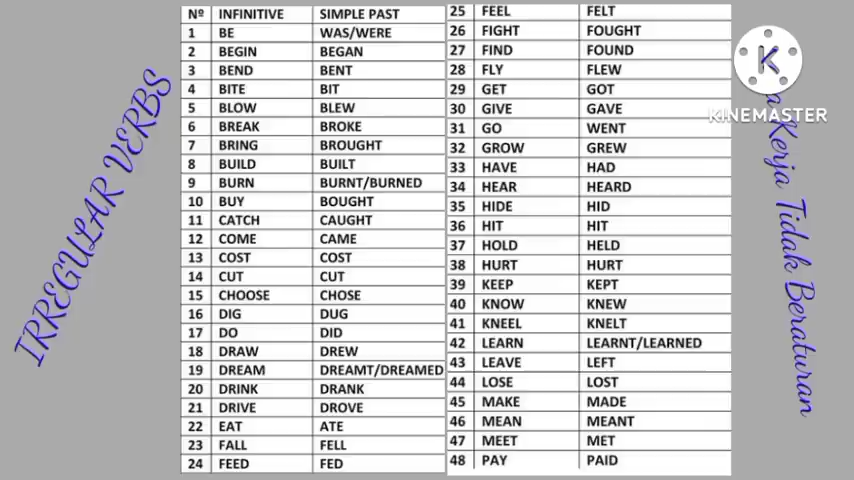 IRREGULAR VERBS
Nº INFINITIVE SIMPLE PAST
1 BE WAS/WERE
2 BEGIN BEGAN
3 BEND BENT
4 BITE BIT
5 BLOW BLEW
6 BREAK BROKE
7 BRING BROUGHT
8 BUILD BUILT
9 BURN BURNT/BURNED
10 BUY BOUGHT
11 CATCH CAUGHT
12 COME CAME
13 COST COST
14 CUT CUT
15 CHOOSE CHOSE
16 DIG DUG
17 DO DID
18 DRAW DREW
19 DREAM DREAMT/DREAMED
20 DRINK DRANK
21 DRIVE DROVE
22 EAT ATE
23 FALL FELL
24 FEED FED
25 FEEL FELT
26 FIGHT FOUGHT
27 FIND FOUND
28 FLY FLEW
29 GET GOT
30 GIVE GAVE
31 GO WENT
32 GROW GREW
33 HAVE HAD
34 HEAR HEARD
35 HIDE HID
36 HIT HIT
37 HOLD HELD
38 HURT HURT
39 KEEP KEPT
40 KNOW KNEW
41 KNEEL KNELT
42 LEARN LEARNT/LEARNED
43 LEAVE LEFT
44 LOSE LOST
45 MAKE MADE
46 MEAN MEANT
47 MEET MET
48 PAY PAID
Kerja Tidak Beraturan
K
KINEMASTER